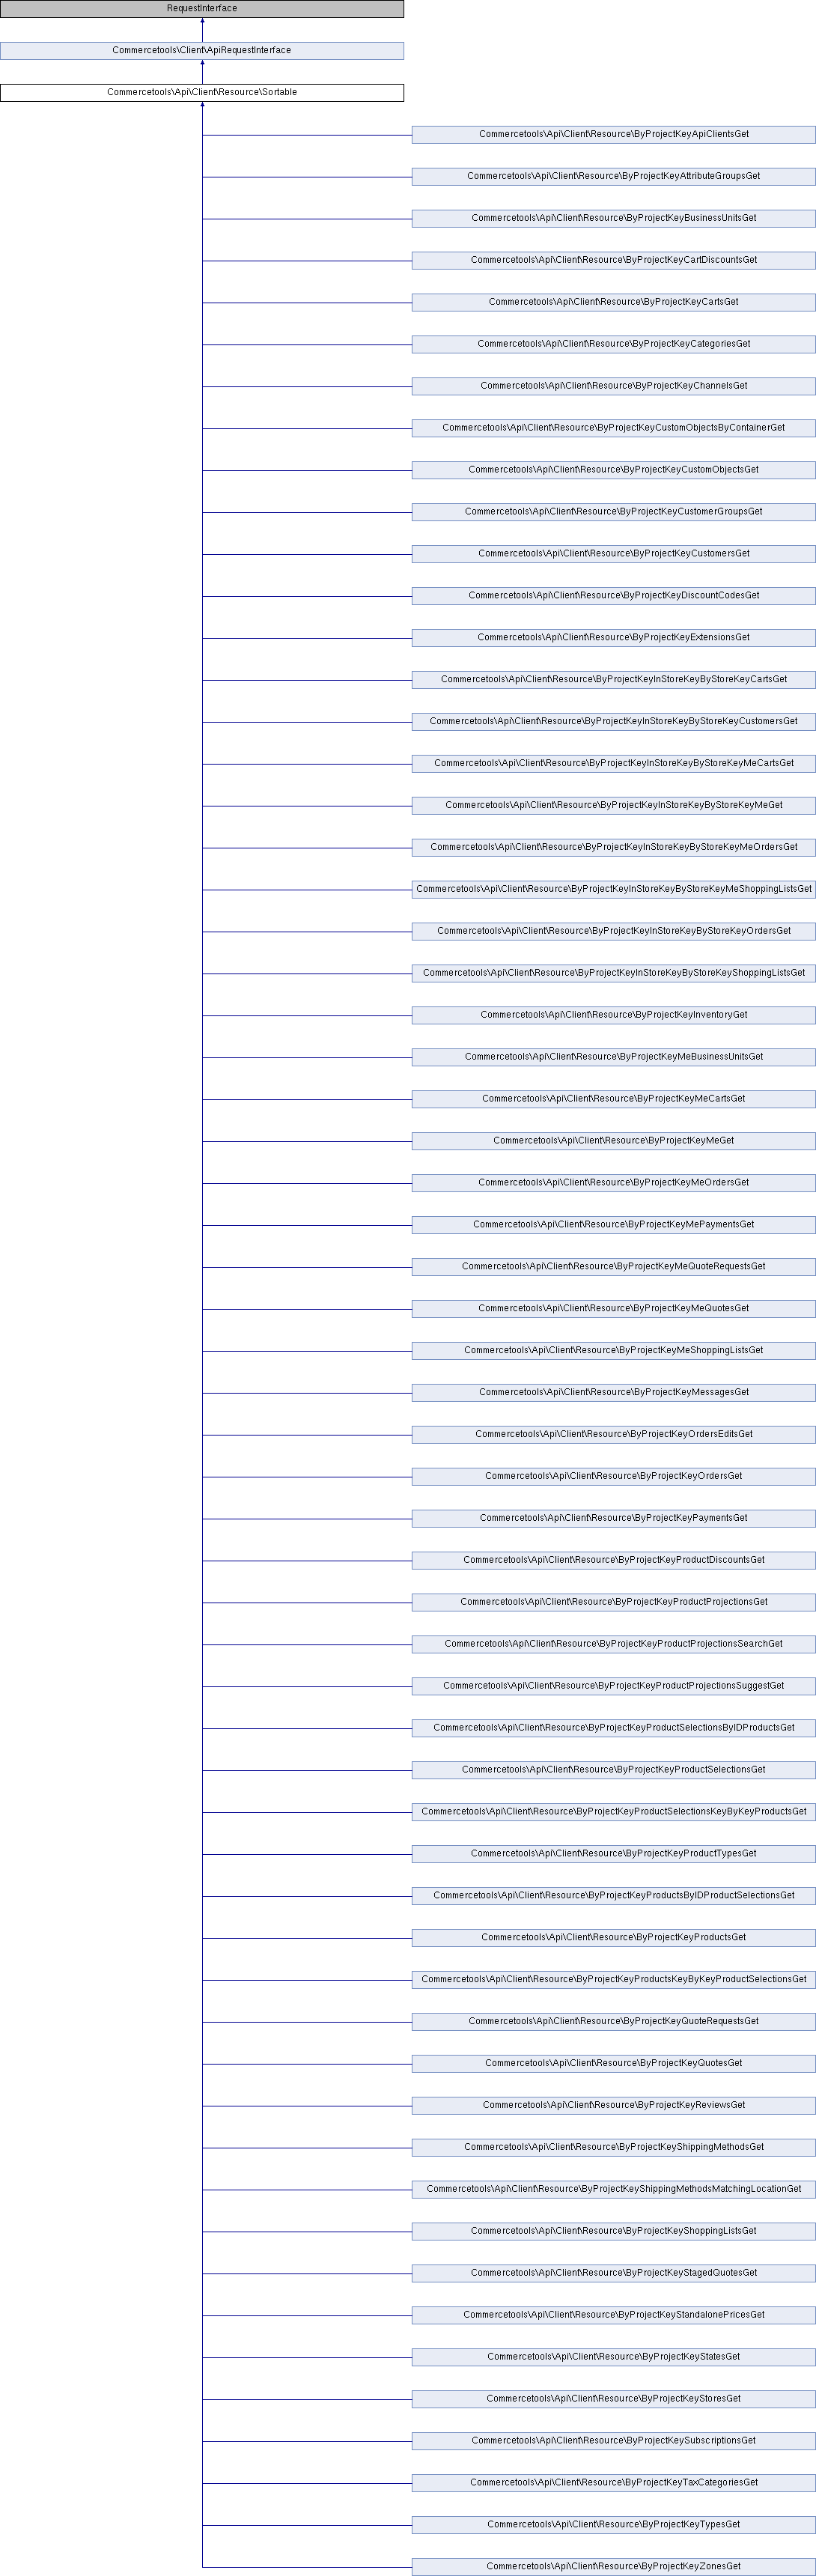 RequestInterface
Commercetools\Client\ApiRequestInterface
Commercetools\Api\Client\Resource\Sortable
Commercetools\Api\Client\Resource\ByProjectKeyApiClientsGet
Commercetools\Api\Client\Resource\ByProjectKeyAttributeGroupsGet
Commercetools\Api\Client\Resource\ByProjectKeyBusinessUnitsGet
Commercetools\Api\Client\Resource\ByProjectKeyCartDiscountsGet
Commercetools\Api\Client\Resource\ByProjectKeyCartsGet
Commercetools\Api\Client\Resource\ByProjectKeyCategoriesGet
Commercetools\Api\Client\Resource\ByProjectKeyChannelsGet
Commercetools\Api\Client\Resource\ByProjectKeyCustomObjectsByContainerGet
Commercetools\Api\Client\Resource\ByProjectKeyCustomObjectsGet
Commercetools\Api\Client\Resource\ByProjectKeyCustomerGroupsGet
Commercetools\Api\Client\Resource\ByProjectKeyCustomersGet
Commercetools\Api\Client\Resource\ByProjectKeyDiscountCodesGet
Commercetools\Api\Client\Resource\ByProjectKeyExtensionsGet
Commercetools\Api\Client\Resource\ByProjectKeyInStoreKeyByStoreKeyCartsGet
Commercetools\Api\Client\Resource\ByProjectKeyInStoreKeyByStoreKeyCustomersGet
Commercetools\Api\Client\Resource\ByProjectKeyInStoreKeyByStoreKeyMeCartsGet
Commercetools\Api\Client\Resource\ByProjectKeyInStoreKeyByStoreKeyMeGet
Commercetools\Api\Client\Resource\ByProjectKeyInStoreKeyByStoreKeyMeOrdersGet
Commercetools\Api\Client\Resource\ByProjectKeyInStoreKeyByStoreKeyMeShoppingListsGet
Commercetools\Api\Client\Resource\ByProjectKeyInStoreKeyByStoreKeyOrdersGet
Commercetools\Api\Client\Resource\ByProjectKeyInStoreKeyByStoreKeyShoppingListsGet
Commercetools\Api\Client\Resource\ByProjectKeyInventoryGet
Commercetools\Api\Client\Resource\ByProjectKeyMeBusinessUnitsGet
Commercetools\Api\Client\Resource\ByProjectKeyMeCartsGet
Commercetools\Api\Client\Resource\ByProjectKeyMeGet
Commercetools\Api\Client\Resource\ByProjectKeyMeOrdersGet
Commercetools\Api\Client\Resource\ByProjectKeyMePaymentsGet
Commercetools\Api\Client\Resource\ByProjectKeyMeQuoteRequestsGet
Commercetools\Api\Client\Resource\ByProjectKeyMeQuotesGet
Commercetools\Api\Client\Resource\ByProjectKeyMeShoppingListsGet
Commercetools\Api\Client\Resource\ByProjectKeyMessagesGet
Commercetools\Api\Client\Resource\ByProjectKeyOrdersEditsGet
Commercetools\Api\Client\Resource\ByProjectKeyOrdersGet
Commercetools\Api\Client\Resource\ByProjectKeyPaymentsGet
Commercetools\Api\Client\Resource\ByProjectKeyProductDiscountsGet
Commercetools\Api\Client\Resource\ByProjectKeyProductProjectionsGet
Commercetools\Api\Client\Resource\ByProjectKeyProductProjectionsSearchGet
Commercetools\Api\Client\Resource\ByProjectKeyProductProjectionsSuggestGet
Commercetools\Api\Client\Resource\ByProjectKeyProductSelectionsByIDProductsGet
Commercetools\Api\Client\Resource\ByProjectKeyProductSelectionsGet
Commercetools\Api\Client\Resource\ByProjectKeyProductSelectionsKeyByKeyProductsGet
Commercetools\Api\Client\Resource\ByProjectKeyProductTypesGet
Commercetools\Api\Client\Resource\ByProjectKeyProductsByIDProductSelectionsGet
Commercetools\Api\Client\Resource\ByProjectKeyProductsGet
Commercetools\Api\Client\Resource\ByProjectKeyProductsKeyByKeyProductSelectionsGet
Commercetools\Api\Client\Resource\ByProjectKeyQuoteRequestsGet
Commercetools\Api\Client\Resource\ByProjectKeyQuotesGet
Commercetools\Api\Client\Resource\ByProjectKeyReviewsGet
Commercetools\Api\Client\Resource\ByProjectKeyShippingMethodsGet
Commercetools\Api\Client\Resource\ByProjectKeyShippingMethodsMatchingLocationGet
Commercetools\Api\Client\Resource\ByProjectKeyShoppingListsGet
Commercetools\Api\Client\Resource\ByProjectKeyStagedQuotesGet
Commercetools\Api\Client\Resource\ByProjectKeyStandalonePricesGet
Commercetools\Api\Client\Resource\ByProjectKeyStatesGet
Commercetools\Api\Client\Resource\ByProjectKeyStoresGet
Commercetools\Api\Client\Resource\ByProjectKeySubscriptionsGet
Commercetools\Api\Client\Resource\ByProjectKeyTaxCategoriesGet
Commercetools\Api\Client\Resource\ByProjectKeyTypesGet
Commercetools\Api\Client\Resource\ByProjectKeyZonesGet